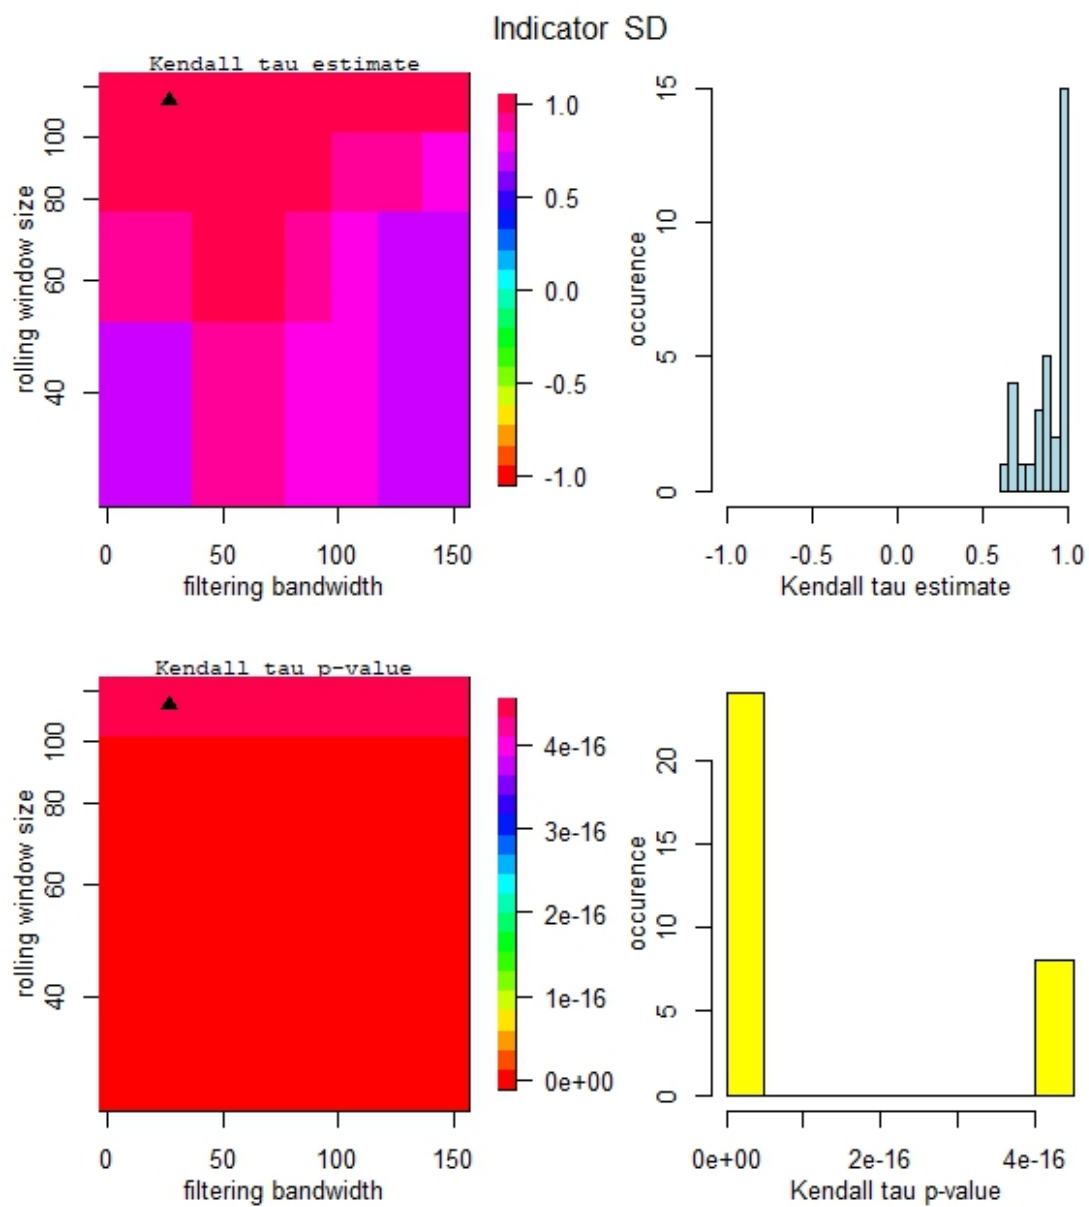 Indicator SD
Kendall tau estimate
rolling window size
40
60
80
100
0
50
100
150
filtering bandwidth
1.0
0.5
0.0
-0.5
-1.0
occurence
0
5
10
15
-1.0
-0.5
0.0
0.5
1.0
Kendall tau estimate
Kendall tau p-value
rolling window size
40
60
80
100
0
50
100
150
filtering bandwidth
4e-16
3e-16
2e-16
1e-16
0e+00
occurence
0
5
10
15
20
0e+00
2e-16
4e-16
Kendall tau p-value